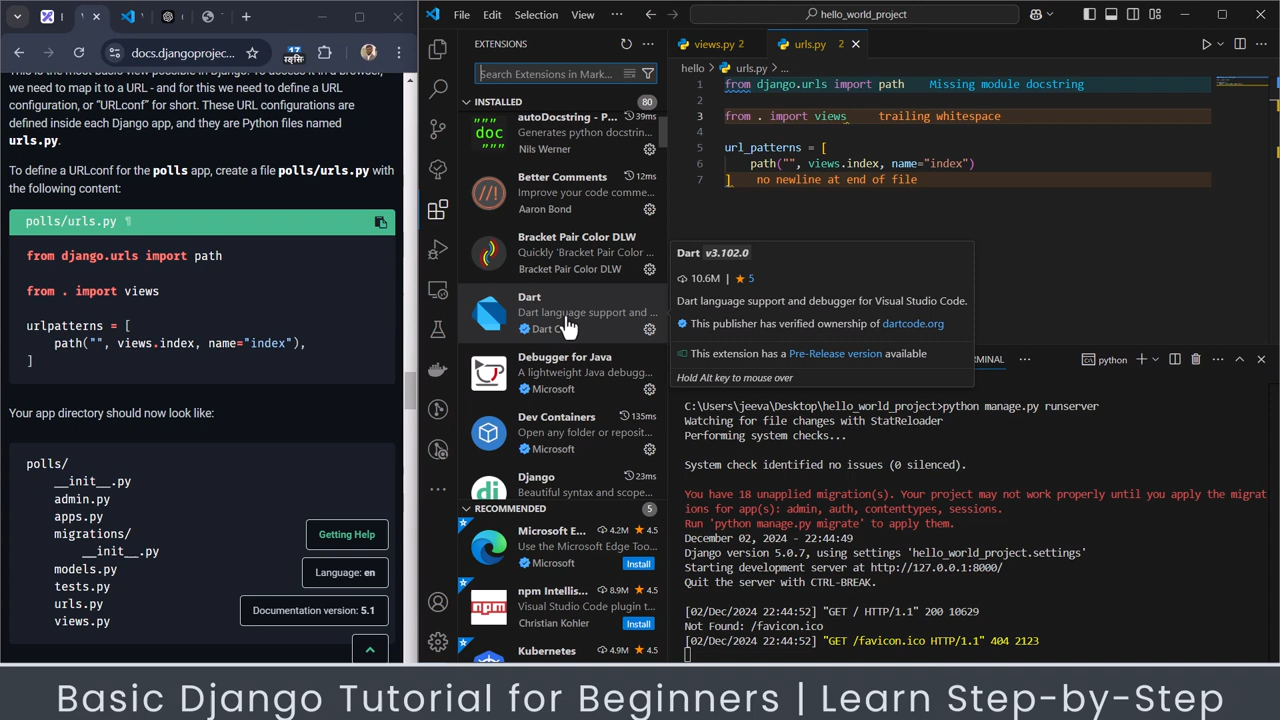 docs.djangoprojec...
17
this is the most basic view possible in Django. To access it in a browser,
we need to map it to a URL - and for this we need to define a URL
configuration, or “URLconf” for short. These URL configurations are
defined inside each Django app, and they are Python files named
urls.py.
To define a URLconf for the polls app, create a file polls/urls.py with
the following content:
polls/urls.py ¶
from django.urls import path
from . import views
urlpatterns = [
path("", views.index, name="index"),
]
Your app directory should now look like:
polls/
__init__.py
admin.py
apps.py
migrations/
__init__.py
models.py
tests.py
urls.py
views.py
Getting Help
Language: en
Documentation version: 5.1
File Edit Selection View
hello_world_project
EXTENSIONS
Search Extensions in Mark...
INSTALLED 80
autoDocstring - P... 39ms
Generates python docstrin...
Nils Werner
Better Comments 12ms
Improve your code comme...
Aaron Bond
Bracket Pair Color DLW
Quickly 'Bracket Pair Color ...
Bracket Pair Color DLW
Dart
Dart language support and ...
Dart C
Debugger for Java
A lightweight Java debugg...
Microsoft
Dev Containers 135ms
Open any folder or reposit...
Microsoft
Django 23ms
Beautiful syntax and scope...
RECOMMENDED 5
Microsoft E... 4.2M 4.5
Use the Microsoft Edge Too...
Microsoft Install
npm Intellis... 8.9M 4.5
Visual Studio Code plugin t...
Christian Kohler Install
Kubernetes 4.9M 4.5
views.py 2 urls.py 2
hello > urls.py > ...
1 from django.urls import path Missing module docstring
2
3 from . import views trailing whitespace
4
5 url_patterns = [
6 path("", views.index, name="index")
7 ] no newline at end of file
Dart v3.102.0
10.6M | 5
Dart language support and debugger for Visual Studio Code.
This publisher has verified ownership of dartcode.org
This extension has a Pre-Release version available
Hold Alt key to mouse over
MINAL ... python
C:\Users\jeeva\Desktop\hello_world_project>python manage.py runserver
Watching for file changes with StatReloader
Performing system checks...
System check identified no issues (0 silenced).
You have 18 unapplied migration(s). Your project may not work properly until you apply the migrat
ions for app(s): admin, auth, contenttypes, sessions.
Run 'python manage.py migrate' to apply them.
December 02, 2024 - 22:44:49
Django version 5.0.7, using settings 'hello_world_project.settings'
Starting development server at http://127.0.0.1:8000/
Quit the server with CTRL-BREAK.
[02/Dec/2024 22:44:52] "GET / HTTP/1.1" 200 10629
Not Found: /favicon.ico
[02/Dec/2024 22:44:52] "GET /favicon.ico HTTP/1.1" 404 2123
Basic Django Tutorial for Beginners | Learn Step-by-Step